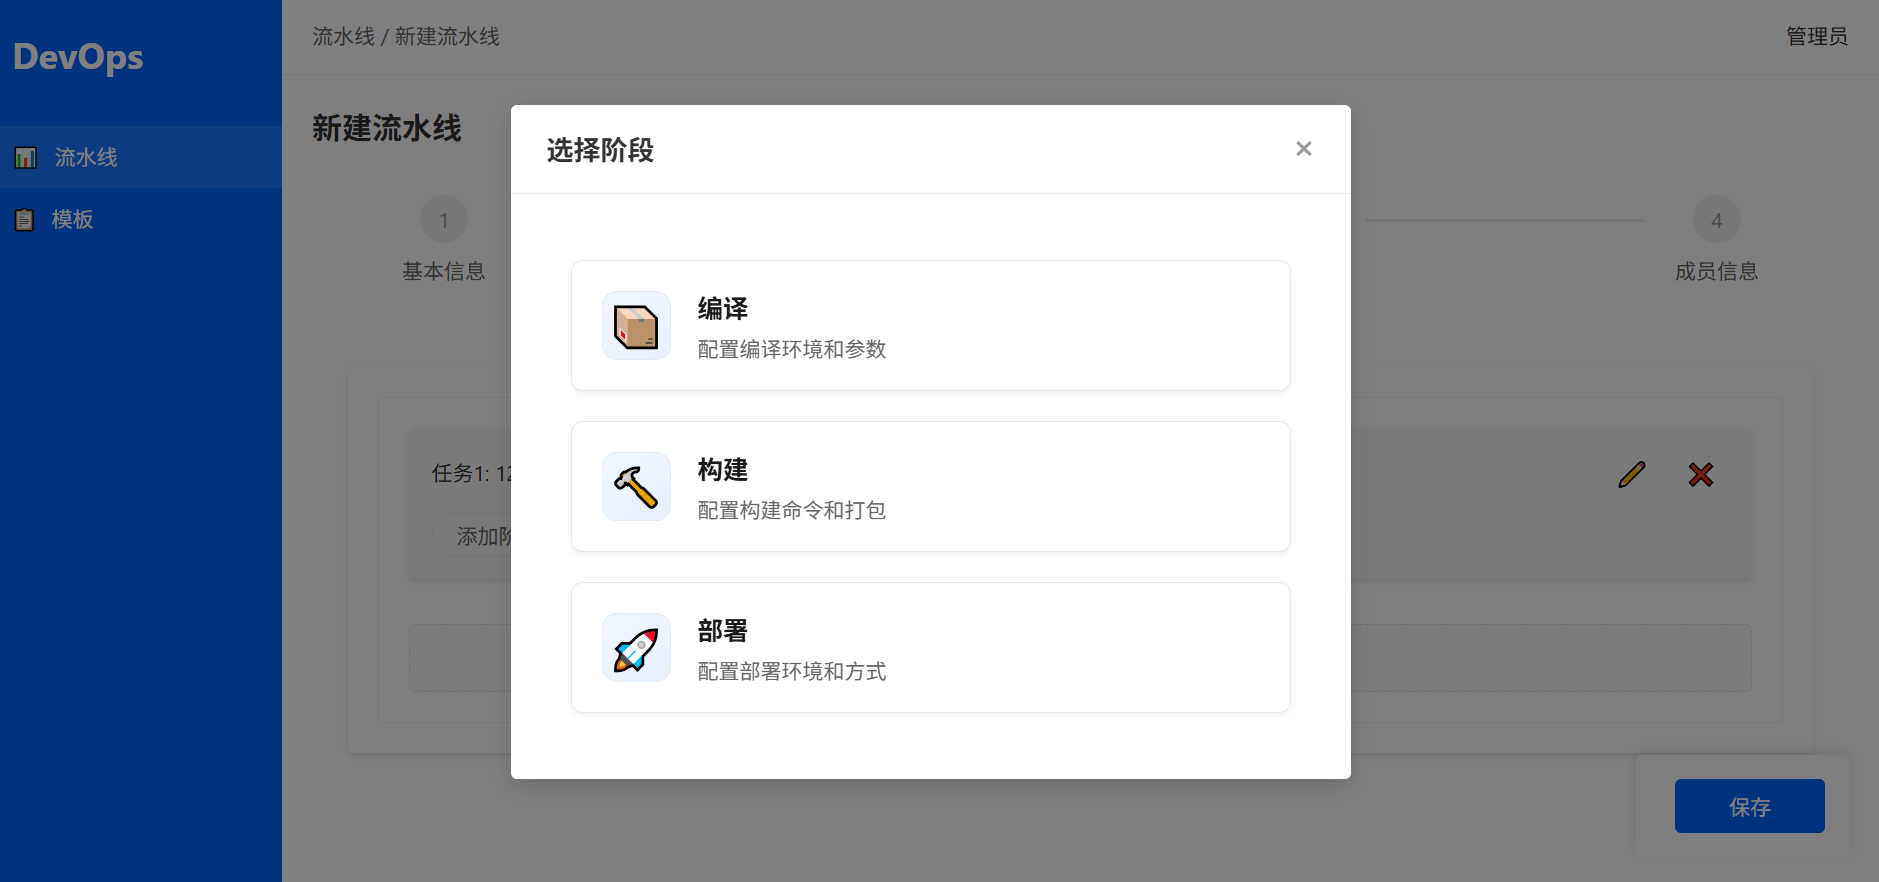 DevOps
流水线
模板
流水线 / 新建流水线
管理员
新建流水线
1
基本信息
4
成员信息
任务1: 12
添加阶
选择阶段
×
编译
配置编译环境和参数
构建
配置构建命令和打包
部署
配置部署环境和方式
保存